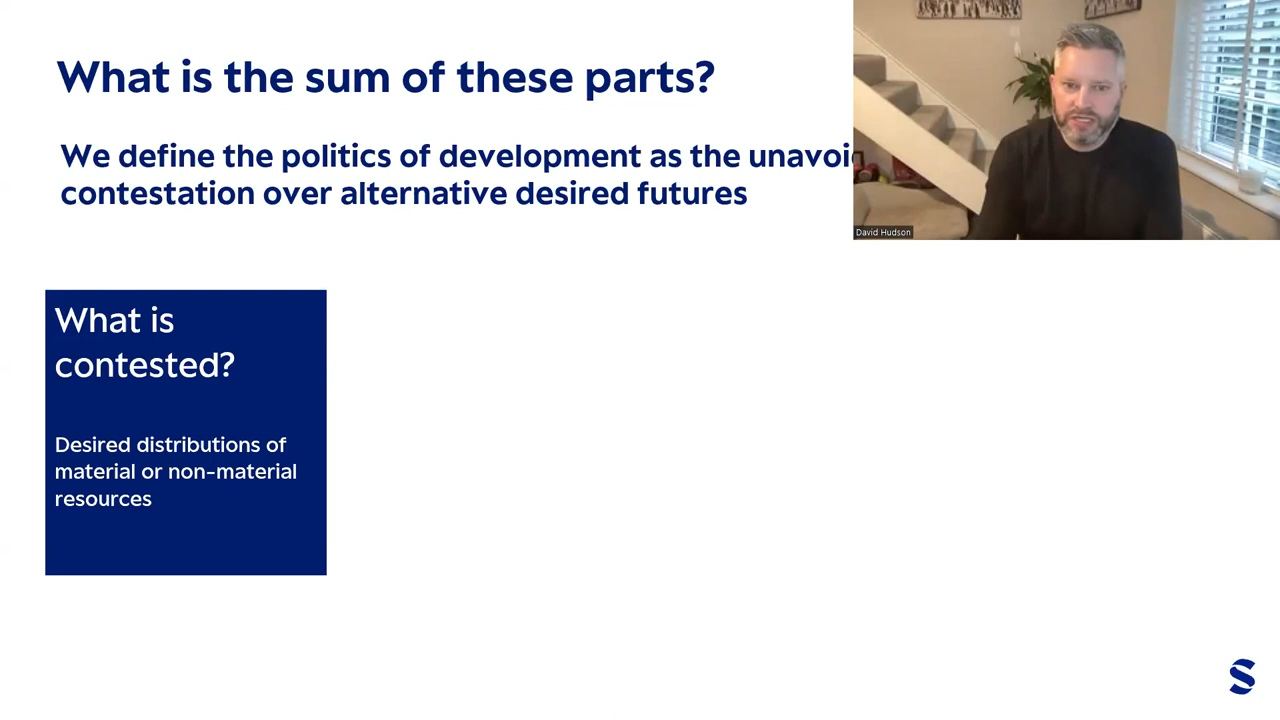 What is the sum of these parts?
We define the politics of development as the
contestation over alternative desired futures
David Hudson
What is
contested?
Desired distributions of
material or non-material
resources
S